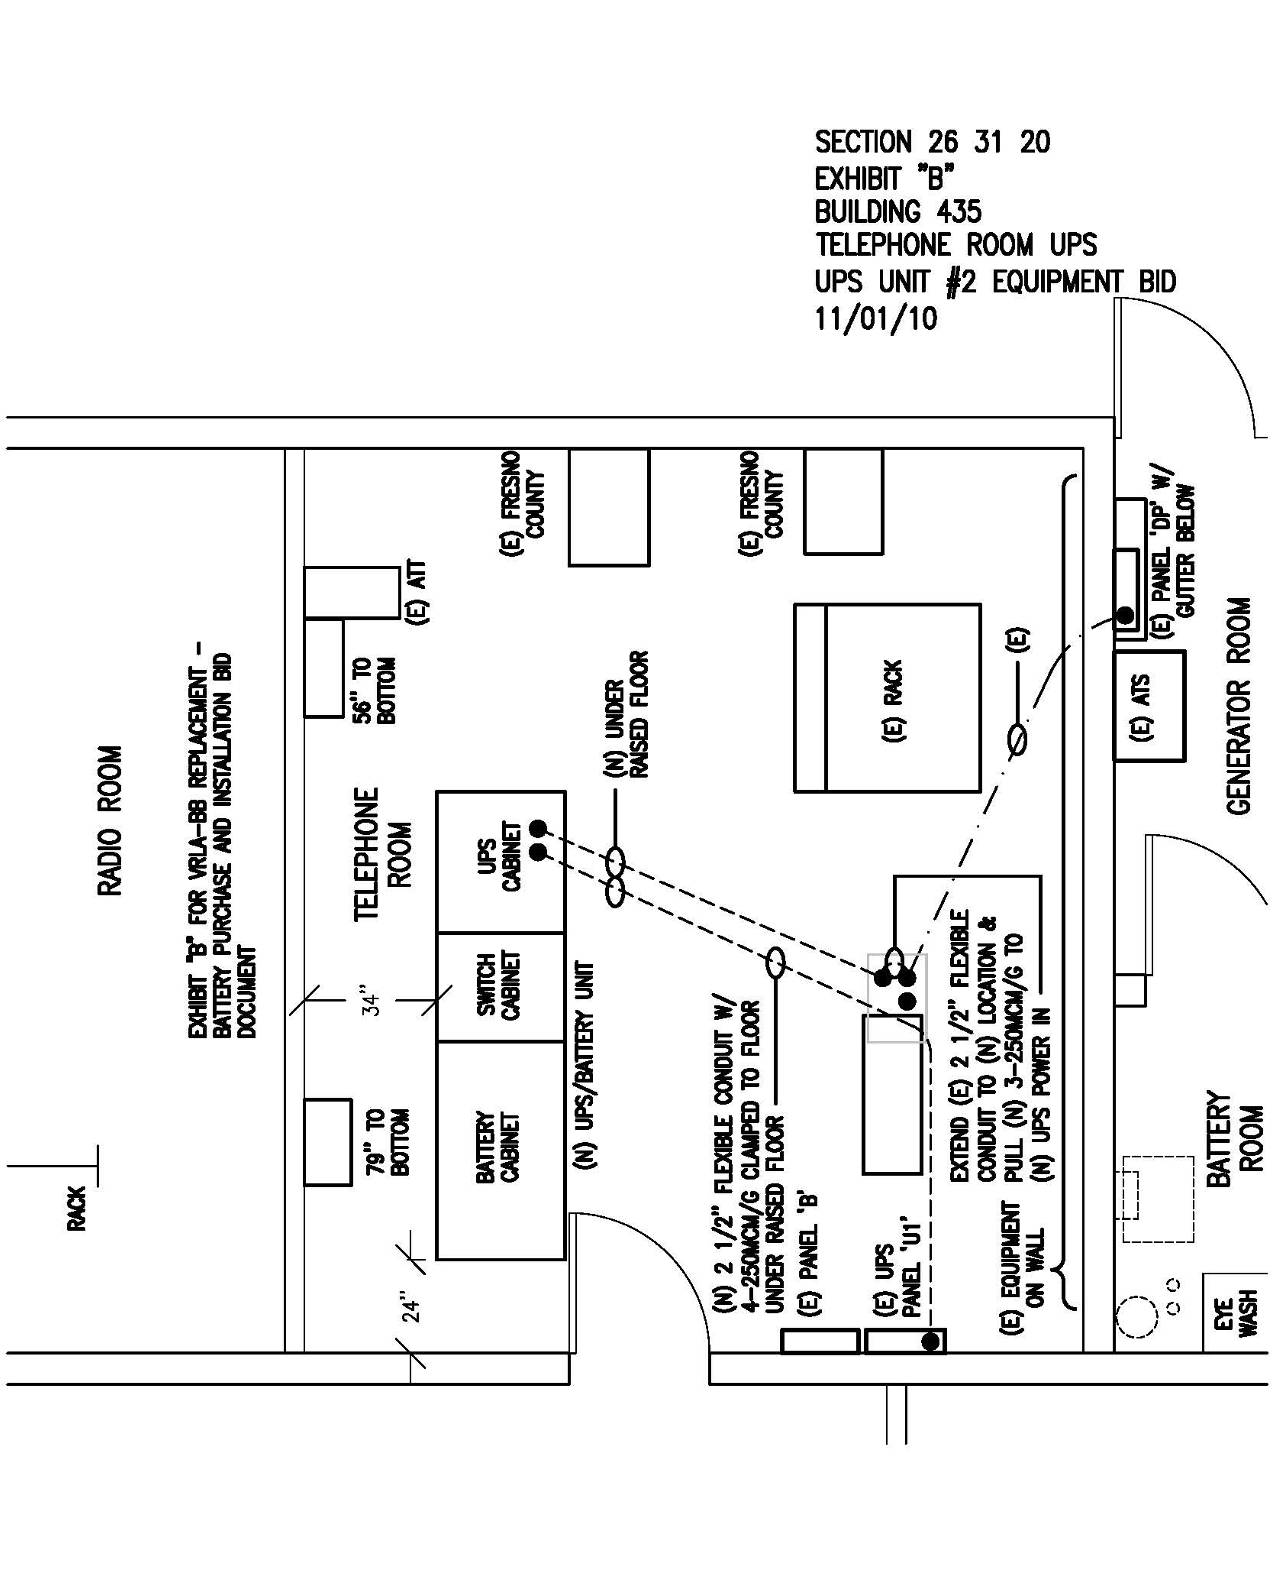 SECTION 26 31 20
EXHIBIT "B"
BUILDING 435
TELEPHONE ROOM UPS
UPS UNIT #2 EQUIPMENT BID
11/01/10
RADIO ROOM
RACK
EXHIBIT "B" FOR VRLA-BB REPLACEMENT -
BATTERY PURCHASE AND INSTALLATION BID
DOCUMENT
TELEPHONE
ROOM
34"
24"
79" TO
BOTTOM
56" TO
BOTTOM
(E) ATT
(E) FRESNO
COUNTY
(E) FRESNO
COUNTY
BATTERY
CABINET
SWITCH
CABINET
UPS
CABINET
(N) UPS/BATTERY UNIT
(N) UNDER
RAISED FLOOR
(N) 2 1/2" FLEXIBLE CONDUIT W/
4-250MCM/G CLAMPED TO FLOOR
UNDER RAISED FLOOR
(E) PANEL 'B'
(E) UPS
PANEL 'U1'
(E) RACK
(E)
EXTEND (E) 2 1/2" FLEXIBLE
CONDUIT TO (N) LOCATION &
PULL (N) 3-250MCM/G TO
(N) UPS POWER IN
(E) EQUIPMENT
ON WALL
(E) ATS
(E) PANEL 'DP' W/
GUTTER BELOW
GENERATOR ROOM
BATTERY
ROOM
EYE
WASH